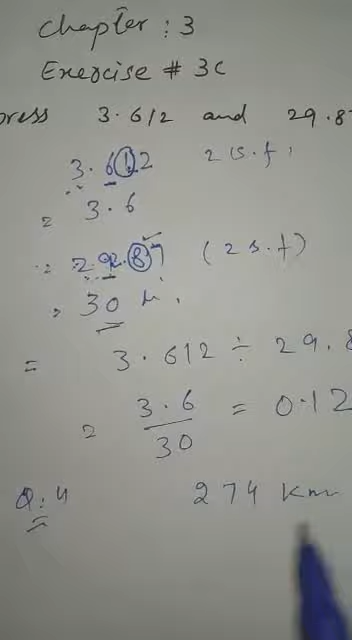 Chapter : 3
Exercise # 3C
press 3.612 and 29.8
3.612 2 s.f.
= 3.6
29.87 (2 s.f)
= 30
= 3.612 ÷ 29.8
= 3.6/30 = 0.12
Q:4 274 Km